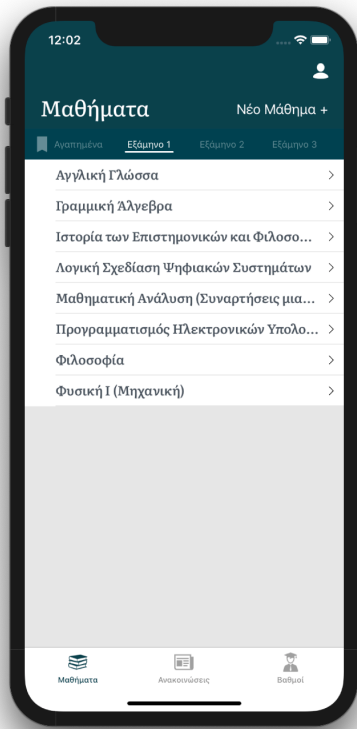 12:02
Μαθήματα
Νέο Μάθημα +
Αγαπημένα Εξάμηνο 1 Εξάμηνο 2 Εξάμηνο 3
Αγγλική Γλώσσα
Γραμμική Άλγεβρα
Ιστορία των Επιστημονικών και Φιλοσο...
Λογική Σχεδίαση Ψηφιακών Συστημάτων
Μαθηματική Ανάλυση (Συναρτήσεις μια...
Προγραμματισμός Ηλεκτρονικών Υπολο...
Φιλοσοφία
Φυσική Ι (Μηχανική)
Μαθήματα Ανακοινώσεις Βαθμοί